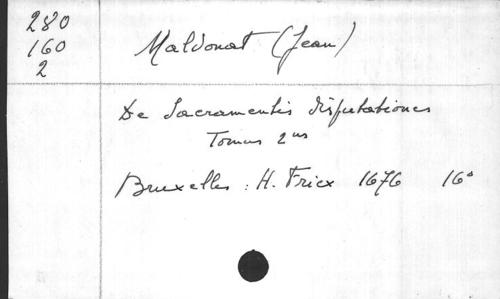 280
160
2
Maldonat (Jean)
De Sacramentis disputationes
Tomus 2us
Bruxelles : H. Fricx 1676 16°